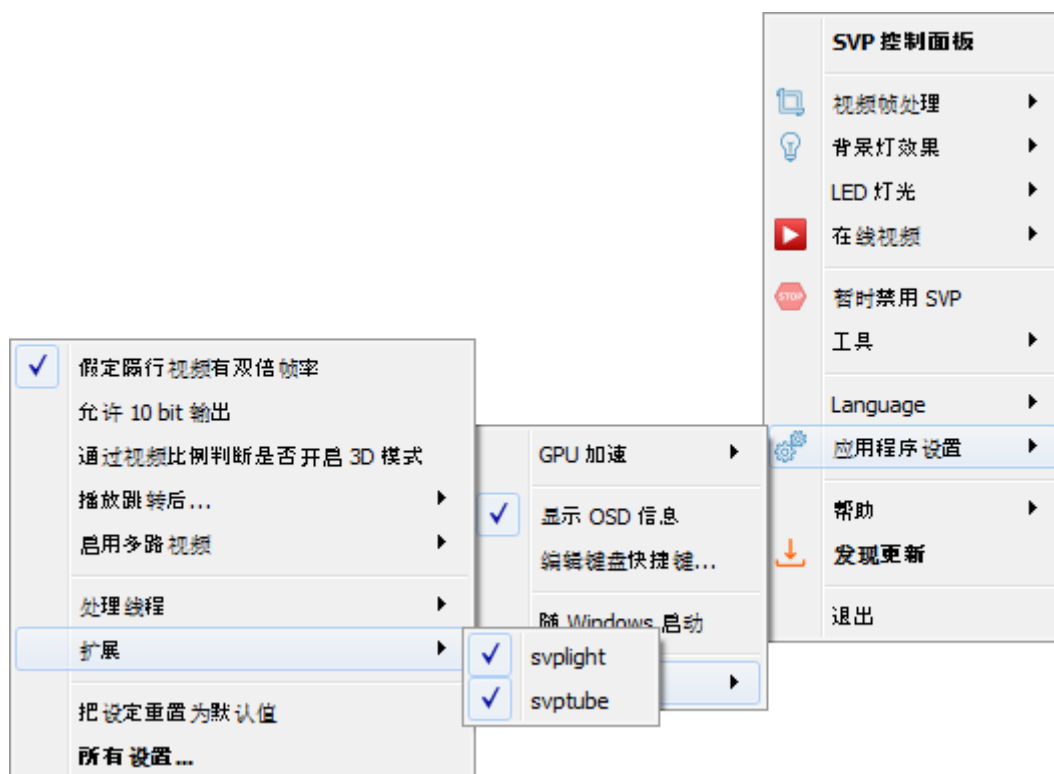 SVP 控制面板
视频帧处理
背景灯效果
LED 灯光
在线视频
STOP
暂时禁用 SVP
工具
Language
应用程序设置
帮助
发现更新
退出
GPU 加速
显示 OSD 信息
编辑键盘快捷键...
随 Windows 启动
假定隔行视频有双倍帧率
允许 10 bit 输出
通过视频比例判断是否开启 3D 模式
播放跳转后...
启用多路视频
处理线程
扩展
把设定重置为默认值
所有设置...
svplight
svptube